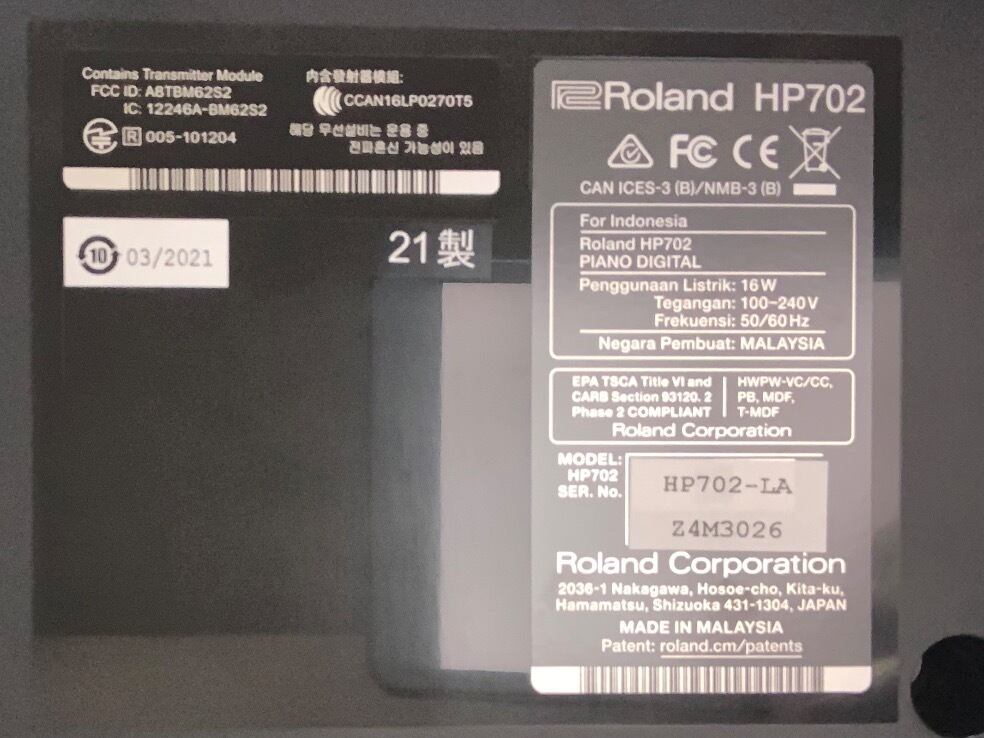 Contains Transmitter Module
FCC ID: A8TBM62S2
IC: 12246A-BM62S2
R 005-101204
內含發射器模組:
CCAN16LP0270T5
해당 무선설비는 운용 중
전파혼신 가능성이 있음
10 03/2021
21製
Roland HP702
FC CE
CAN ICES-3 (B)/NMB-3 (B)
For Indonesia
Roland HP702
PIANO DIGITAL
Penggunaan Listrik: 16 W
Tegangan: 100-240 V
Frekuensi: 50/60 Hz
Negara Pembuat: MALAYSIA
EPA TSCA Title VI and
CARB Section 93120. 2
Phase 2 COMPLIANT
HWPW-VC/CC,
PB, MDF,
T-MDF
Roland Corporation
MODEL:
HP702
SER. No.
HP702-LA
Z4M3026
Roland Corporation
2036-1 Nakagawa, Hosoe-cho, Kita-ku,
Hamamatsu, Shizuoka 431-1304, JAPAN
MADE IN MALAYSIA
Patent: roland.cm/patents